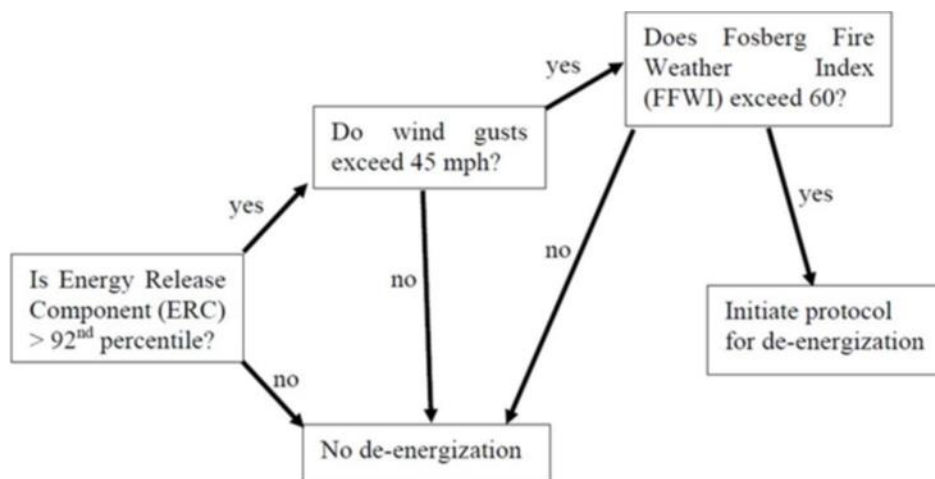 Does Fosberg Fire
Weather Index
(FFWI) exceed 60?
yes
Do wind gusts
exceed 45 mph?
yes
yes
no
Is Energy Release
Component (ERC)
> 92nd percentile?
no
Initiate protocol
for de-energization
no
No de-energization